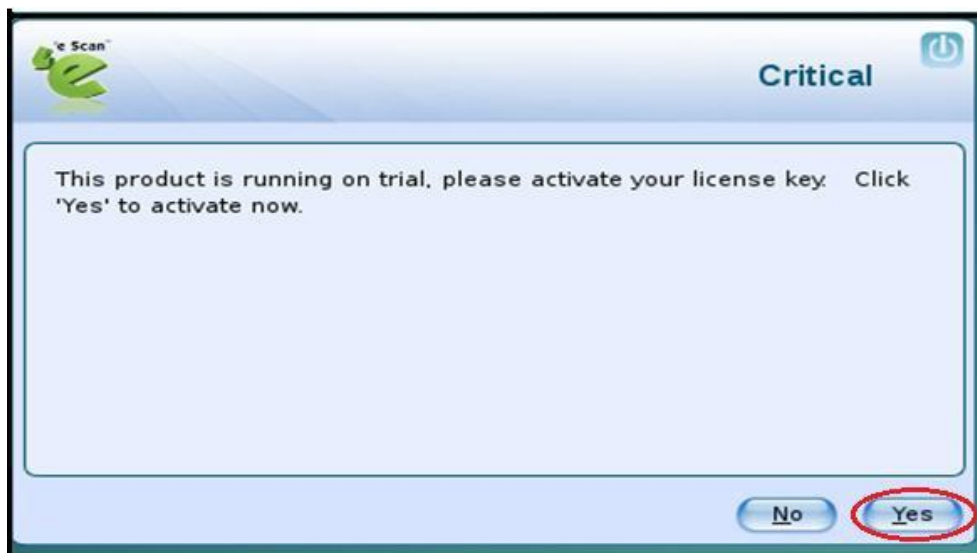 e Scan™
Critical
This product is running on trial, please activate your license key. Click
'Yes' to activate now.
No
Yes